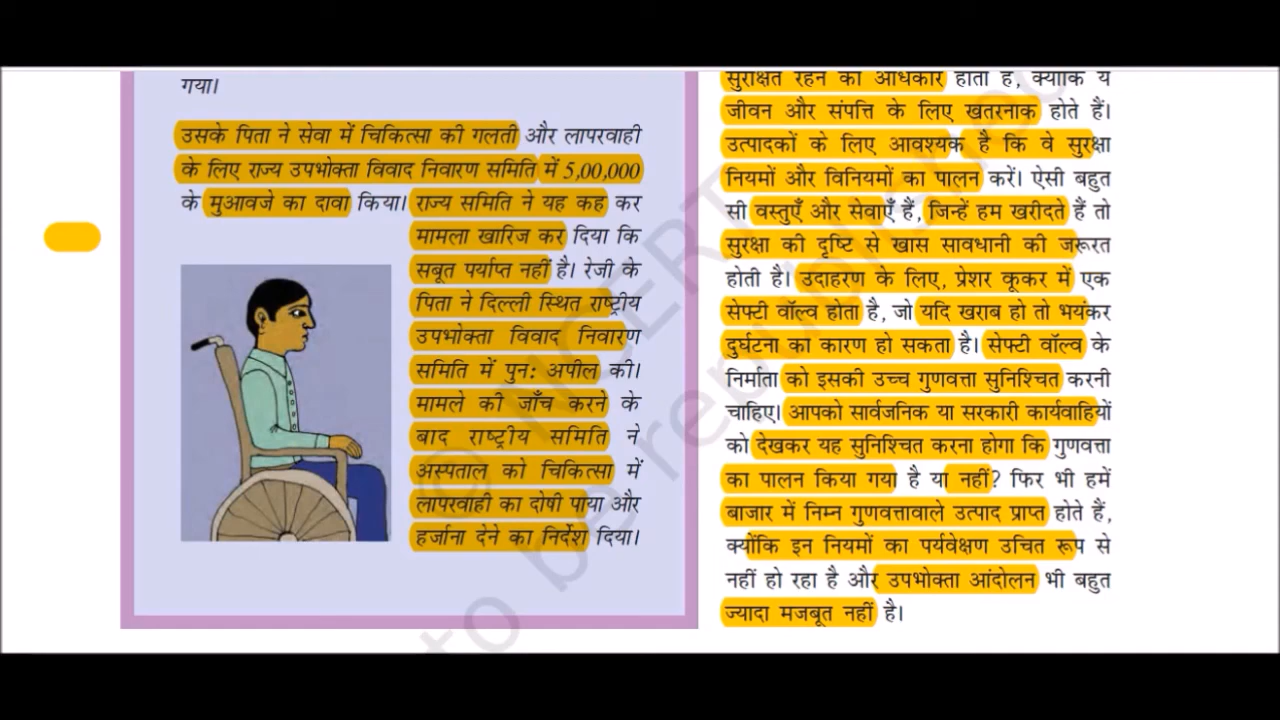 गया।
उसके पिता ने सेवा में चिकित्सा की गलती और लापरवाही
के लिए राज्य उपभोक्ता विवाद निवारण समिति में 5,00,000
के मुआवजे का दावा किया। राज्य समिति ने यह कह कर
मामला खारिज कर दिया कि
सबूत पर्याप्त नहीं है। रेजी के
पिता ने दिल्ली स्थित राष्ट्रीय
उपभोक्ता विवाद निवारण
समिति में पुनः अपील की।
मामले की जाँच करने के
बाद राष्ट्रीय समिति ने
अस्पताल को चिकित्सा में
लापरवाही का दोषी पाया और
हर्जाना देने का निर्देश दिया।
सुरक्षित रहने का अधिकार होता है, क्योंकि ये
जीवन और संपत्ति के लिए खतरनाक होते हैं।
उत्पादकों के लिए आवश्यक है कि वे सुरक्षा
नियमों और विनियमों का पालन करें। ऐसी बहुत
सी वस्तुएँ और सेवाएँ हैं, जिन्हें हम खरीदते हैं तो
सुरक्षा की दृष्टि से खास सावधानी की जरूरत
होती है। उदाहरण के लिए, प्रेशर कूकर में एक
सेफ्टी वॉल्व होता है, जो यदि खराब हो तो भयंकर
दुर्घटना का कारण हो सकता है। सेफ्टी वॉल्व के
निर्माता को इसकी उच्च गुणवत्ता सुनिश्चित करनी
चाहिए। आपको सार्वजनिक या सरकारी कार्यवाहियों
को देखकर यह सुनिश्चित करना होगा कि गुणवत्ता
का पालन किया गया है या नहीं? फिर भी हमें
बाजार में निम्न गुणवत्तावाले उत्पाद प्राप्त होते हैं,
क्योंकि इन नियमों का पर्यवेक्षण उचित रूप से
नहीं हो रहा है और उपभोक्ता आंदोलन भी बहुत
ज्यादा मजबूत नहीं है।
© NCERT
to be republished